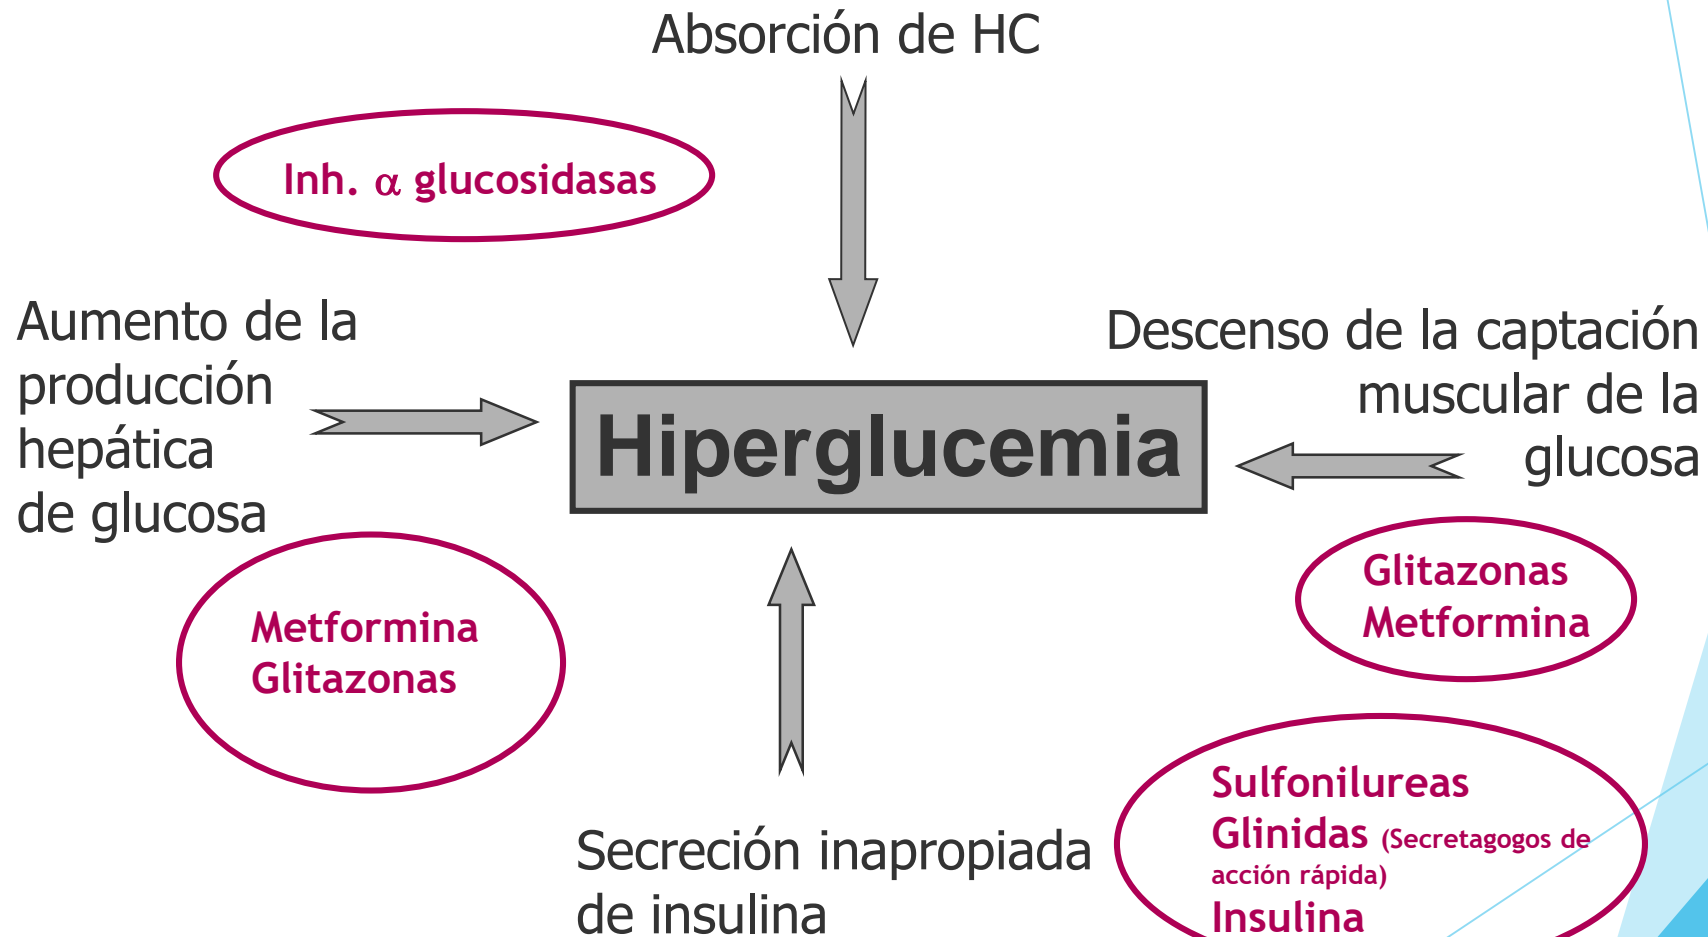 Absorción de HC
Inh. α glucosidasas
Aumento de la
producción
hepática
de glucosa
Hiperglucemia
Descenso de la captación
muscular de la
glucosa
Metformina
Glitazonas
Glitazonas
Metformina
Secreción inapropiada
de insulina
Sulfonilureas
Glinidas (Secretagogos de
acción rápida)
Insulina